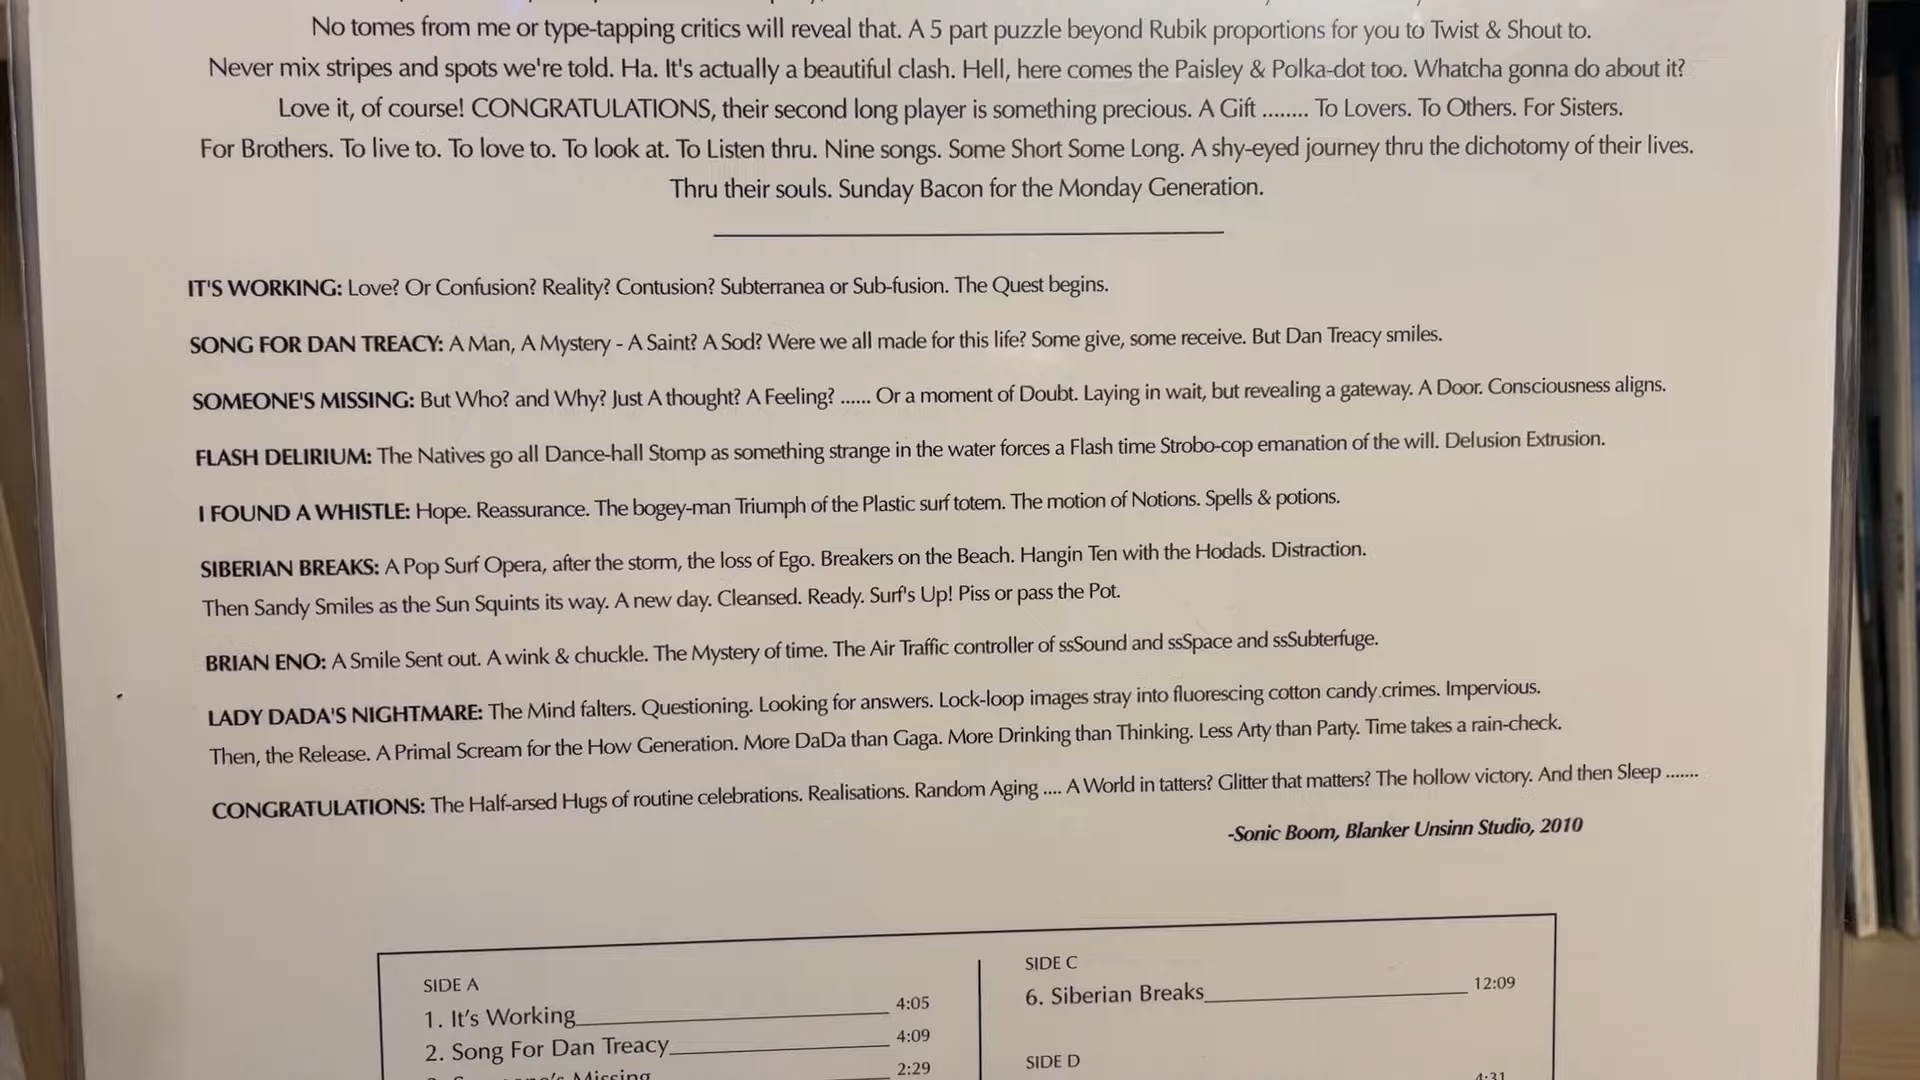 No tomes from me or type-tapping critics will reveal that. A 5 part puzzle beyond Rubik proportions for you to Twist & Shout to.
Never mix stripes and spots we're told. Ha. It's actually a beautiful clash. Hell, here comes the Paisley & Polka-dot too. Whatcha gonna do about it?
Love it, of course! CONGRATULATIONS, their second long player is something precious. A Gift ........ To Lovers. To Others. For Sisters.
For Brothers. To live to. To love to. To look at. To Listen thru. Nine songs. Some Short Some Long. A shy-eyed journey thru the dichotomy of their lives.
Thru their souls. Sunday Bacon for the Monday Generation.
IT'S WORKING: Love? Or Confusion? Reality? Contusion? Subterranea or Sub-fusion. The Quest begins.
SONG FOR DAN TREACY: A Man, A Mystery - A Saint? A Sod? Were we all made for this life? Some give, some receive. But Dan Treacy smiles.
SOMEONE'S MISSING: But Who? and Why? Just A thought? A Feeling? ...... Or a moment of Doubt. Laying in wait, but revealing a gateway. A Door. Consciousness aligns.
FLASH DELIRIUM: The Natives go all Dance-hall Stomp as something strange in the water forces a Flash time Strobo-cop emanation of the will. Delusion Extrusion.
I FOUND A WHISTLE: Hope. Reassurance. The bogey-man Triumph of the Plastic surf totem. The motion of Notions. Spells & potions.
SIBERIAN BREAKS: A Pop Surf Opera, after the storm, the loss of Ego. Breakers on the Beach. Hangin Ten with the Hodads. Distraction.
Then Sandy Smiles as the Sun Squints its way. A new day. Cleansed. Ready. Surf's Up! Piss or pass the Pot.
BRIAN ENO: A Smile Sent out. A wink & chuckle. The Mystery of time. The Air Traffic controller of ssSound and ssSpace and ssSubterfuge.
LADY DADA'S NIGHTMARE: The Mind falters. Questioning. Looking for answers. Lock-loop images stray into fluorescing cotton candy crimes. Impervious.
Then, the Release. A Primal Scream for the How Generation. More DaDa than Gaga. More Drinking than Thinking. Less Arty than Party. Time takes a rain-check.
CONGRATULATIONS: The Half-arsed Hugs of routine celebrations. Realisations. Random Aging .... A World in tatters? Glitter that matters? The hollow victory. And then Sleep .......
-Sonic Boom, Blanker Unsinn Studio, 2010
SIDE A
1. It's Working 4:05
2. Song For Dan Treacy 4:09
Missing 2:29
SIDE C
6. Siberian Breaks 12:09
SIDE D
4:31